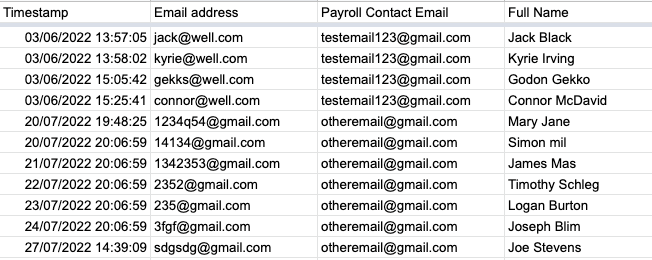 Timestamp Email address Payroll Contact Email Full Name
03/06/2022 13:57:05 jack@well.com testemail123@gmail.com Jack Black
03/06/2022 13:58:02 kyrie@well.com testemail123@gmail.com Kyrie Irving
03/06/2022 15:05:42 gekks@well.com testemail123@gmail.com Godon Gekko
03/06/2022 15:25:41 connor@well.com testemail123@gmail.com Connor McDavid
20/07/2022 19:48:25 1234q54@gmail.com otheremail@gmail.com Mary Jane
20/07/2022 20:06:59 14134@gmail.com otheremail@gmail.com Simon mil
21/07/2022 20:06:59 1342353@gmail.com otheremail@gmail.com James Mas
22/07/2022 20:06:59 2352@gmail.com otheremail@gmail.com Timothy Schleg
23/07/2022 20:06:59 235@gmail.com otheremail@gmail.com Logan Burton
24/07/2022 20:06:59 3fgf@gmail.com otheremail@gmail.com Joseph Blim
27/07/2022 14:39:09 sdgsdg@gmail.com otheremail@gmail.com Joe Stevens